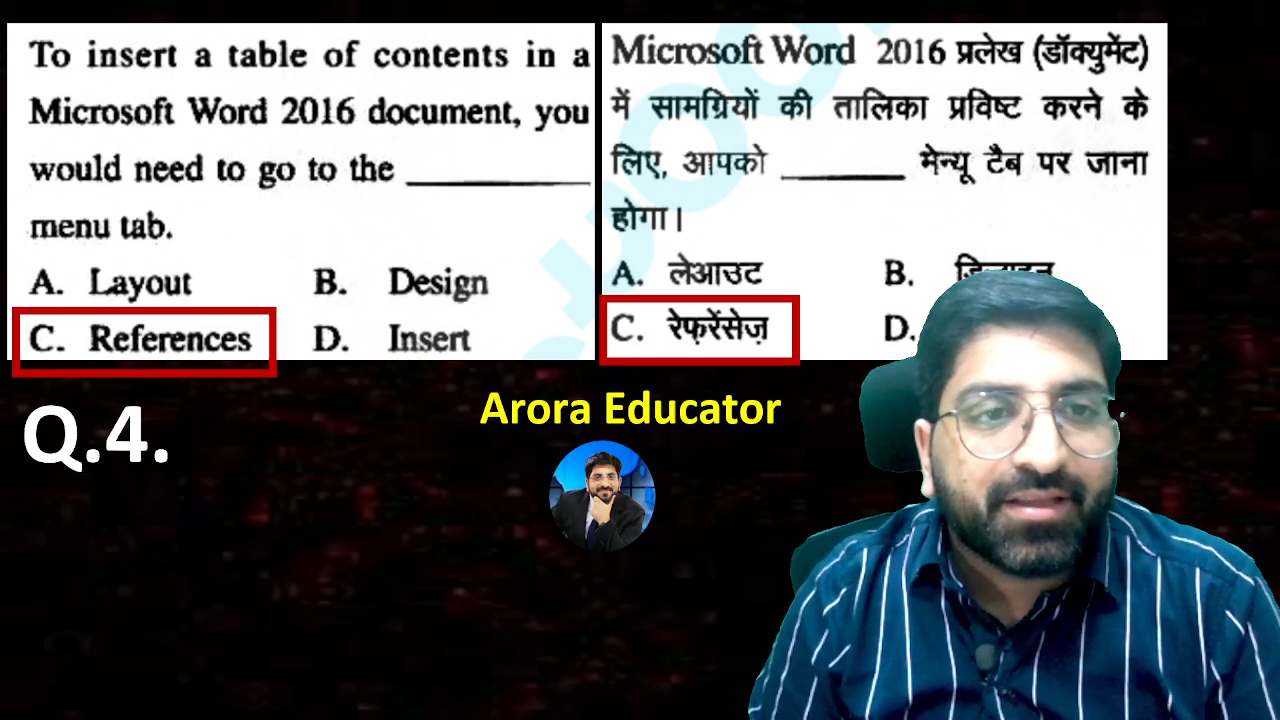 To insert a table of contents in a
Microsoft Word 2016 document, you
would need to go to the ________
menu tab.
A. Layout B. Design
C. References D. Insert
Microsoft Word 2016 प्रलेख (डॉक्युमेंट)
में सामग्रियों की तालिका प्रविष्ट करने के
लिए, आपको ________ मेन्यू टैब पर जाना
होगा।
A. लेआउट B.
C. रेफ़रेंसेज़ D.
Q.4.
Arora Educator